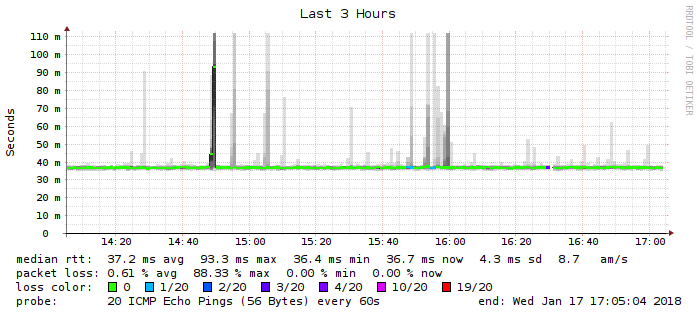 Last 3 Hours
RRDTOOL / TOBI OETIKER
Seconds
110 m
100 m
90 m
80 m
70 m
60 m
50 m
40 m
30 m
20 m
10 m
0
14:20 14:40 15:00 15:20 15:40 16:00 16:20 16:40 17:00
median rtt: 37.2 ms avg 93.3 ms max 36.4 ms min 36.7 ms now 4.3 ms sd 8.7 am/s
packet loss: 0.61 % avg 88.33 % max 0.00 % min 0.00 % now
loss color: 0 1/20 2/20 3/20 4/20 10/20 19/20
probe: 20 ICMP Echo Pings (56 Bytes) every 60s end: Wed Jan 17 17:05:04 2018